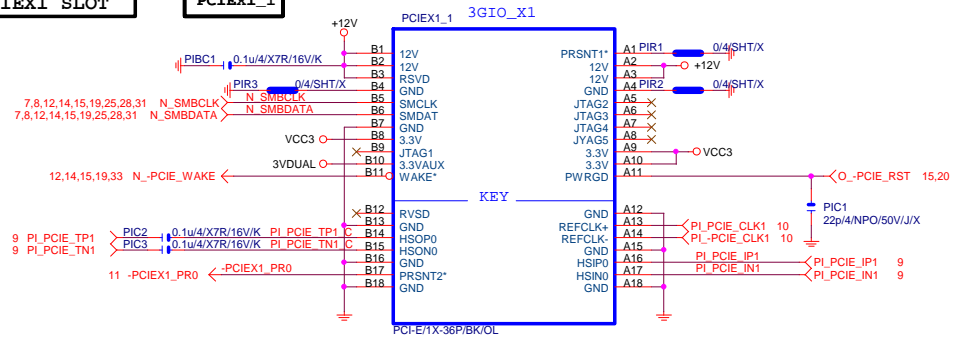 IEX1 SLOT
PCIEX1_1
PCIEX1_1
3GIO_X1
+12V
PIBC1
0.1u/4/X7R/16V/K
PIR3
0/4/SHT/X
7,8,12,14,15,19,25,28,31 N_SMBCLK
N_SMBCLK
7,8,12,14,15,19,25,28,31 N_SMBDATA
N_SMBDATA
VCC3
3VDUAL
12,14,15,19,33 N_-PCIE_WAKE
9 PI_PCIE_TP1
PIC2
0.1u/4/X7R/16V/K
PI_PCIE_TP1_C
9 PI_PCIE_TN1
PIC3
0.1u/4/X7R/16V/K
PI_PCIE_TN1_C
11 -PCIEX1_PR0
-PCIEX1_PR0
B1 12V
B2 12V
B3 RSVD
B4 GND
B5 SMCLK
B6 SMDAT
B7 GND
B8 3.3V
B9 JTAG1
B10 3.3VAUX
B11 WAKE*
KEY
B12 RVSD
B13 GND
B14 HSOP0
B15 HSON0
B16 GND
B17 PRSNT2*
B18 GND
PRSNT1* A1
12V A2
12V A3
GND A4
JTAG2 A5
JTAG3 A6
JTAG4 A7
JYAG5 A8
3.3V A9
3.3V A10
PWRGD A11
GND A12
REFCLK+ A13
REFCLK- A14
GND A15
HSIP0 A16
HSIN0 A17
GND A18
PIR1
0/4/SHT/X
+12V
PIR2
0/4/SHT/X
VCC3
O_-PCIE_RST 15,20
PIC1
22p/4/NPO/50V/J/X
PI_PCIE_CLK1 10
PI_-PCIE_CLK1 10
PI_PCIE_IP1
PI_PCIE_IP1 9
PI_PCIE_IN1
PI_PCIE_IN1 9
PCI-E/1X-36P/BK/OL